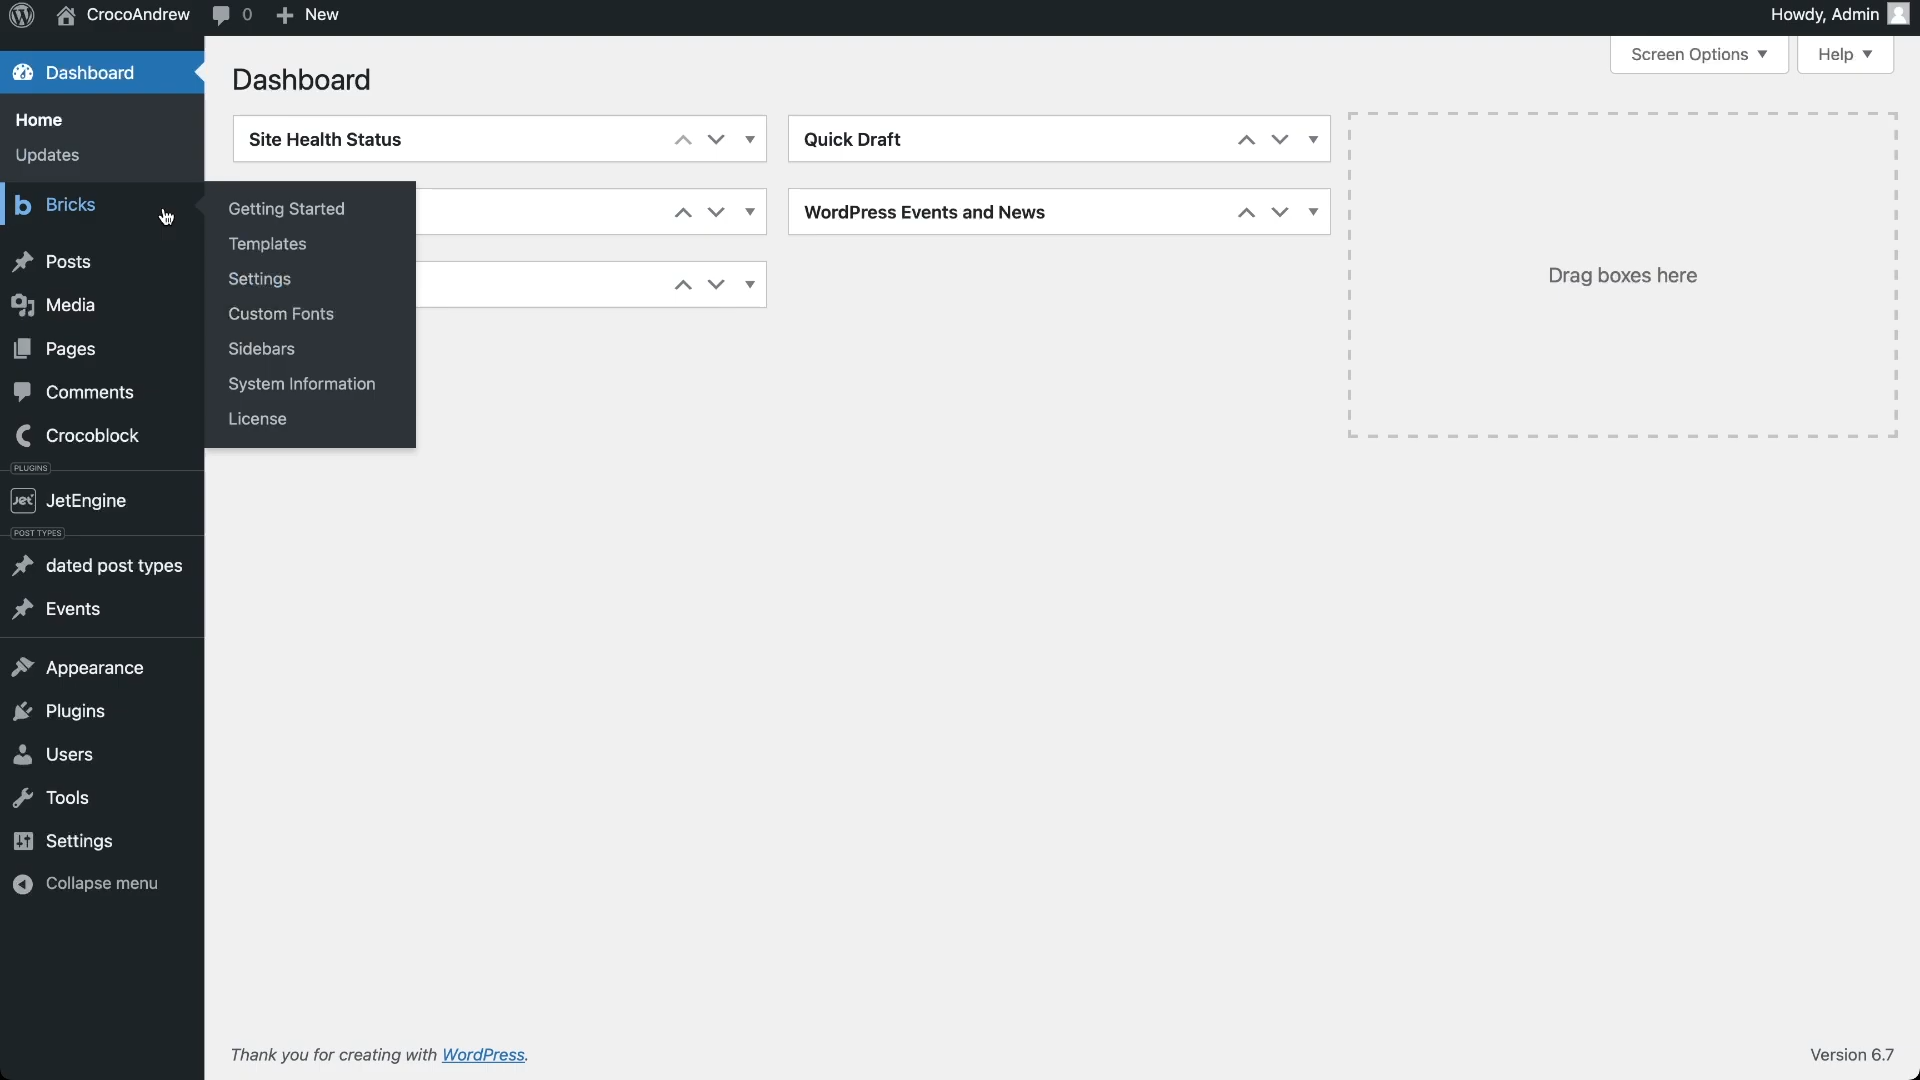 CrocoAndrew 0 New
Howdy, Admin
Screen Options Help
Dashboard
Home
Updates
Bricks
Posts
Media
Pages
Comments
Crocoblock
PLUGINS
JetEngine
POST TYPES
dated post types
Events
Appearance
Plugins
Users
Tools
Settings
Collapse menu
Getting Started
Templates
Settings
Custom Fonts
Sidebars
System Information
License
Dashboard
Site Health Status
Quick Draft
WordPress Events and News
Drag boxes here
Thank you for creating with WordPress.
Version 6.7